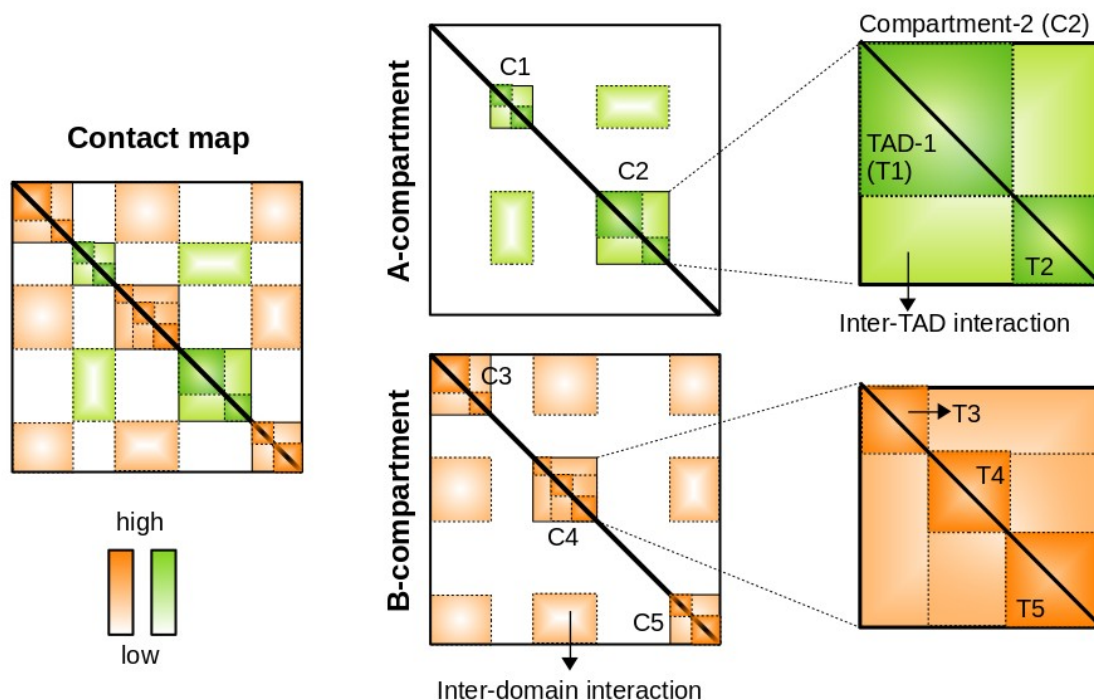 Contact map
high
low
A-compartment
C1
C2
Compartment-2 (C2)
TAD-1
(T1)
T2
Inter-TAD interaction
B-compartment
C3
C4
C5
Inter-domain interaction
T3
T4
T5